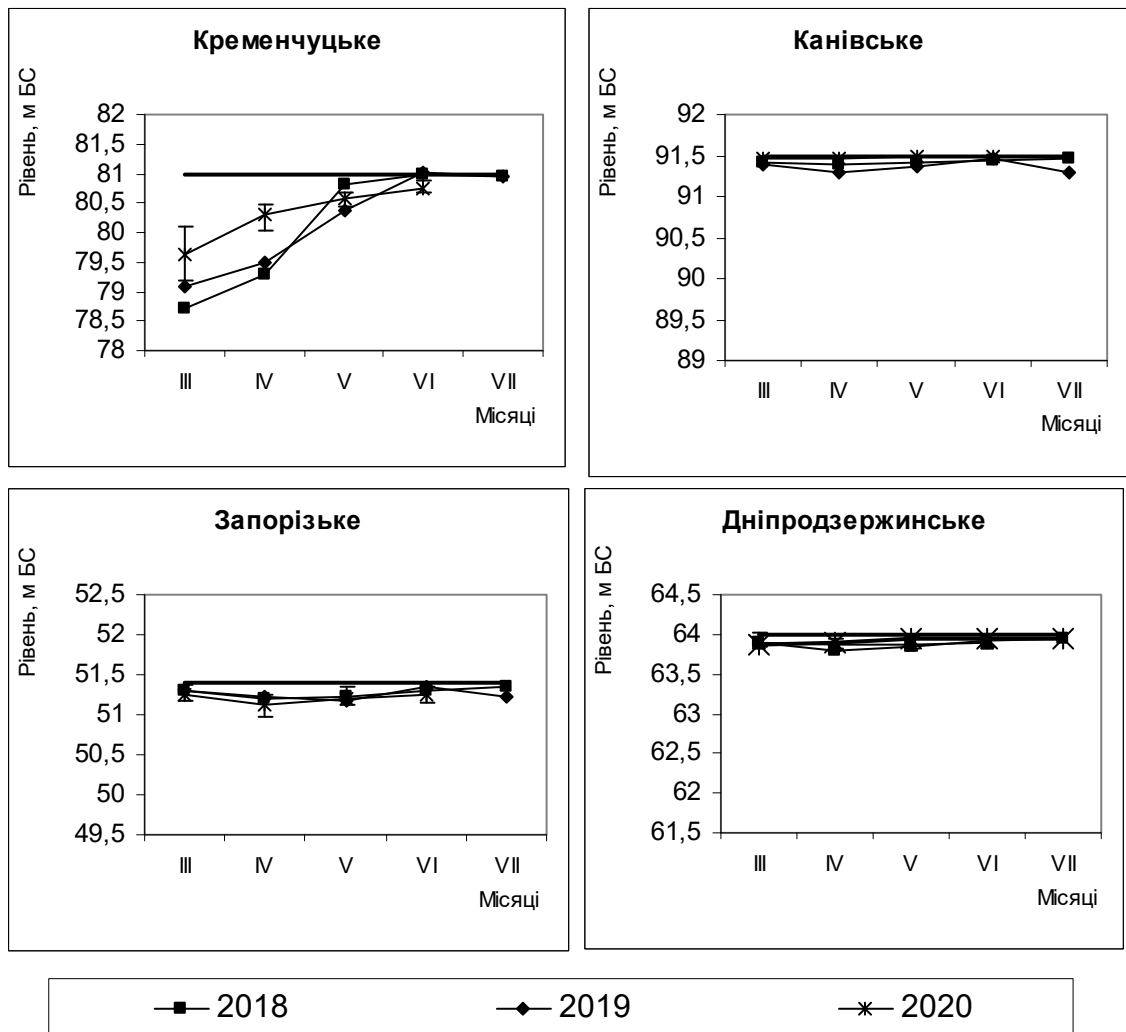 Кременчуцьке
Рівень, м БС
82
81,5
81
80,5
80
79,5
79
78,5
78
III
IV
V
VI
VII
Місяці
Канівське
Рівень, м БС
92
91,5
91
90,5
90
89,5
89
III
IV
V
VI
VII
Місяці
Запорізьке
Рівень, м БС
52,5
52
51,5
51
50,5
50
49,5
III
IV
V
VI
VII
Місяці
Дніпродзержинське
Рівень, м БС
64,5
64
63,5
63
62,5
62
61,5
III
IV
V
VI
VII
Місяці
2018
2019
2020